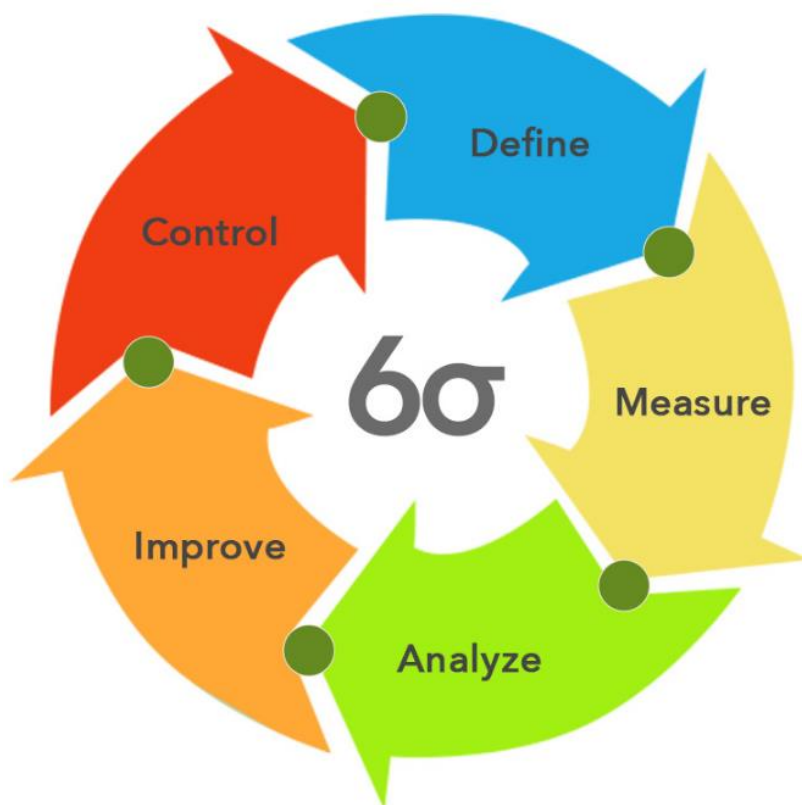 Define
Measure
Analyze
Improve
Control
6σ